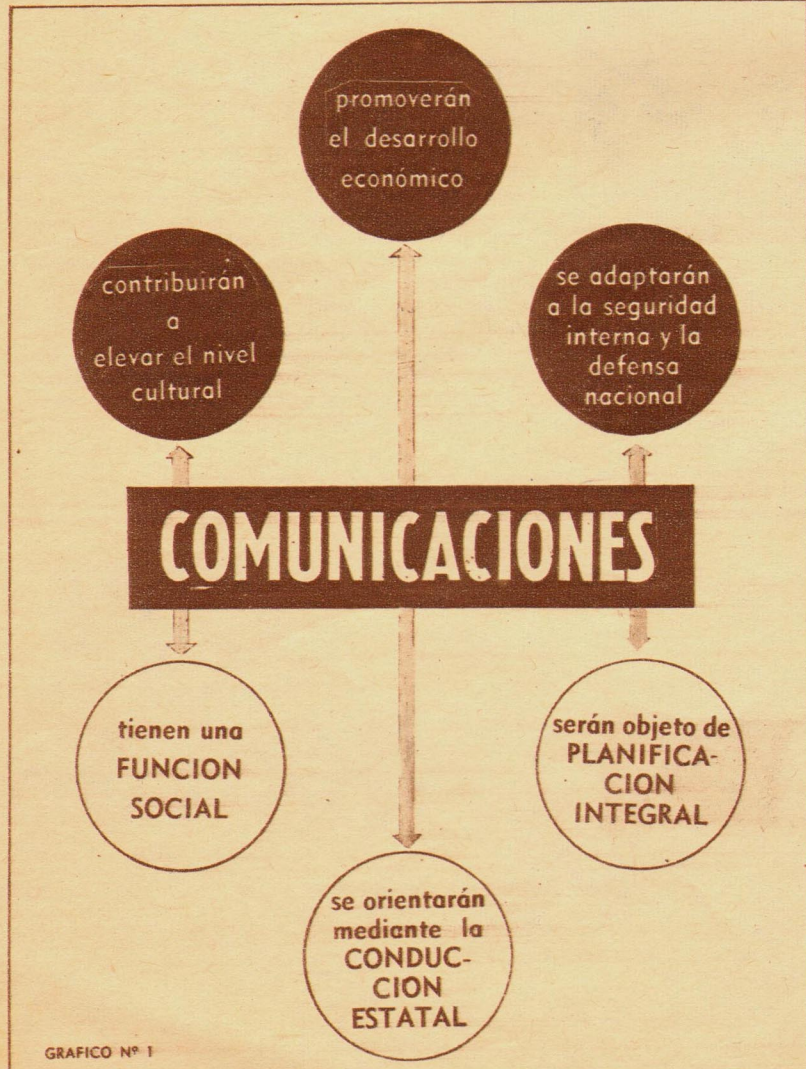 promoverán
el desarrollo
económico
contribuirán
a
elevar el nivel
cultural
se adaptarán
a la seguridad
interna y la
defensa
nacional
COMUNICACIONES
tienen una
FUNCION
SOCIAL
serán objeto de
PLANIFICA-
CION
INTEGRAL
se orientarán
mediante la
CONDUC-
CION
ESTATAL
GRAFICO Nº 1